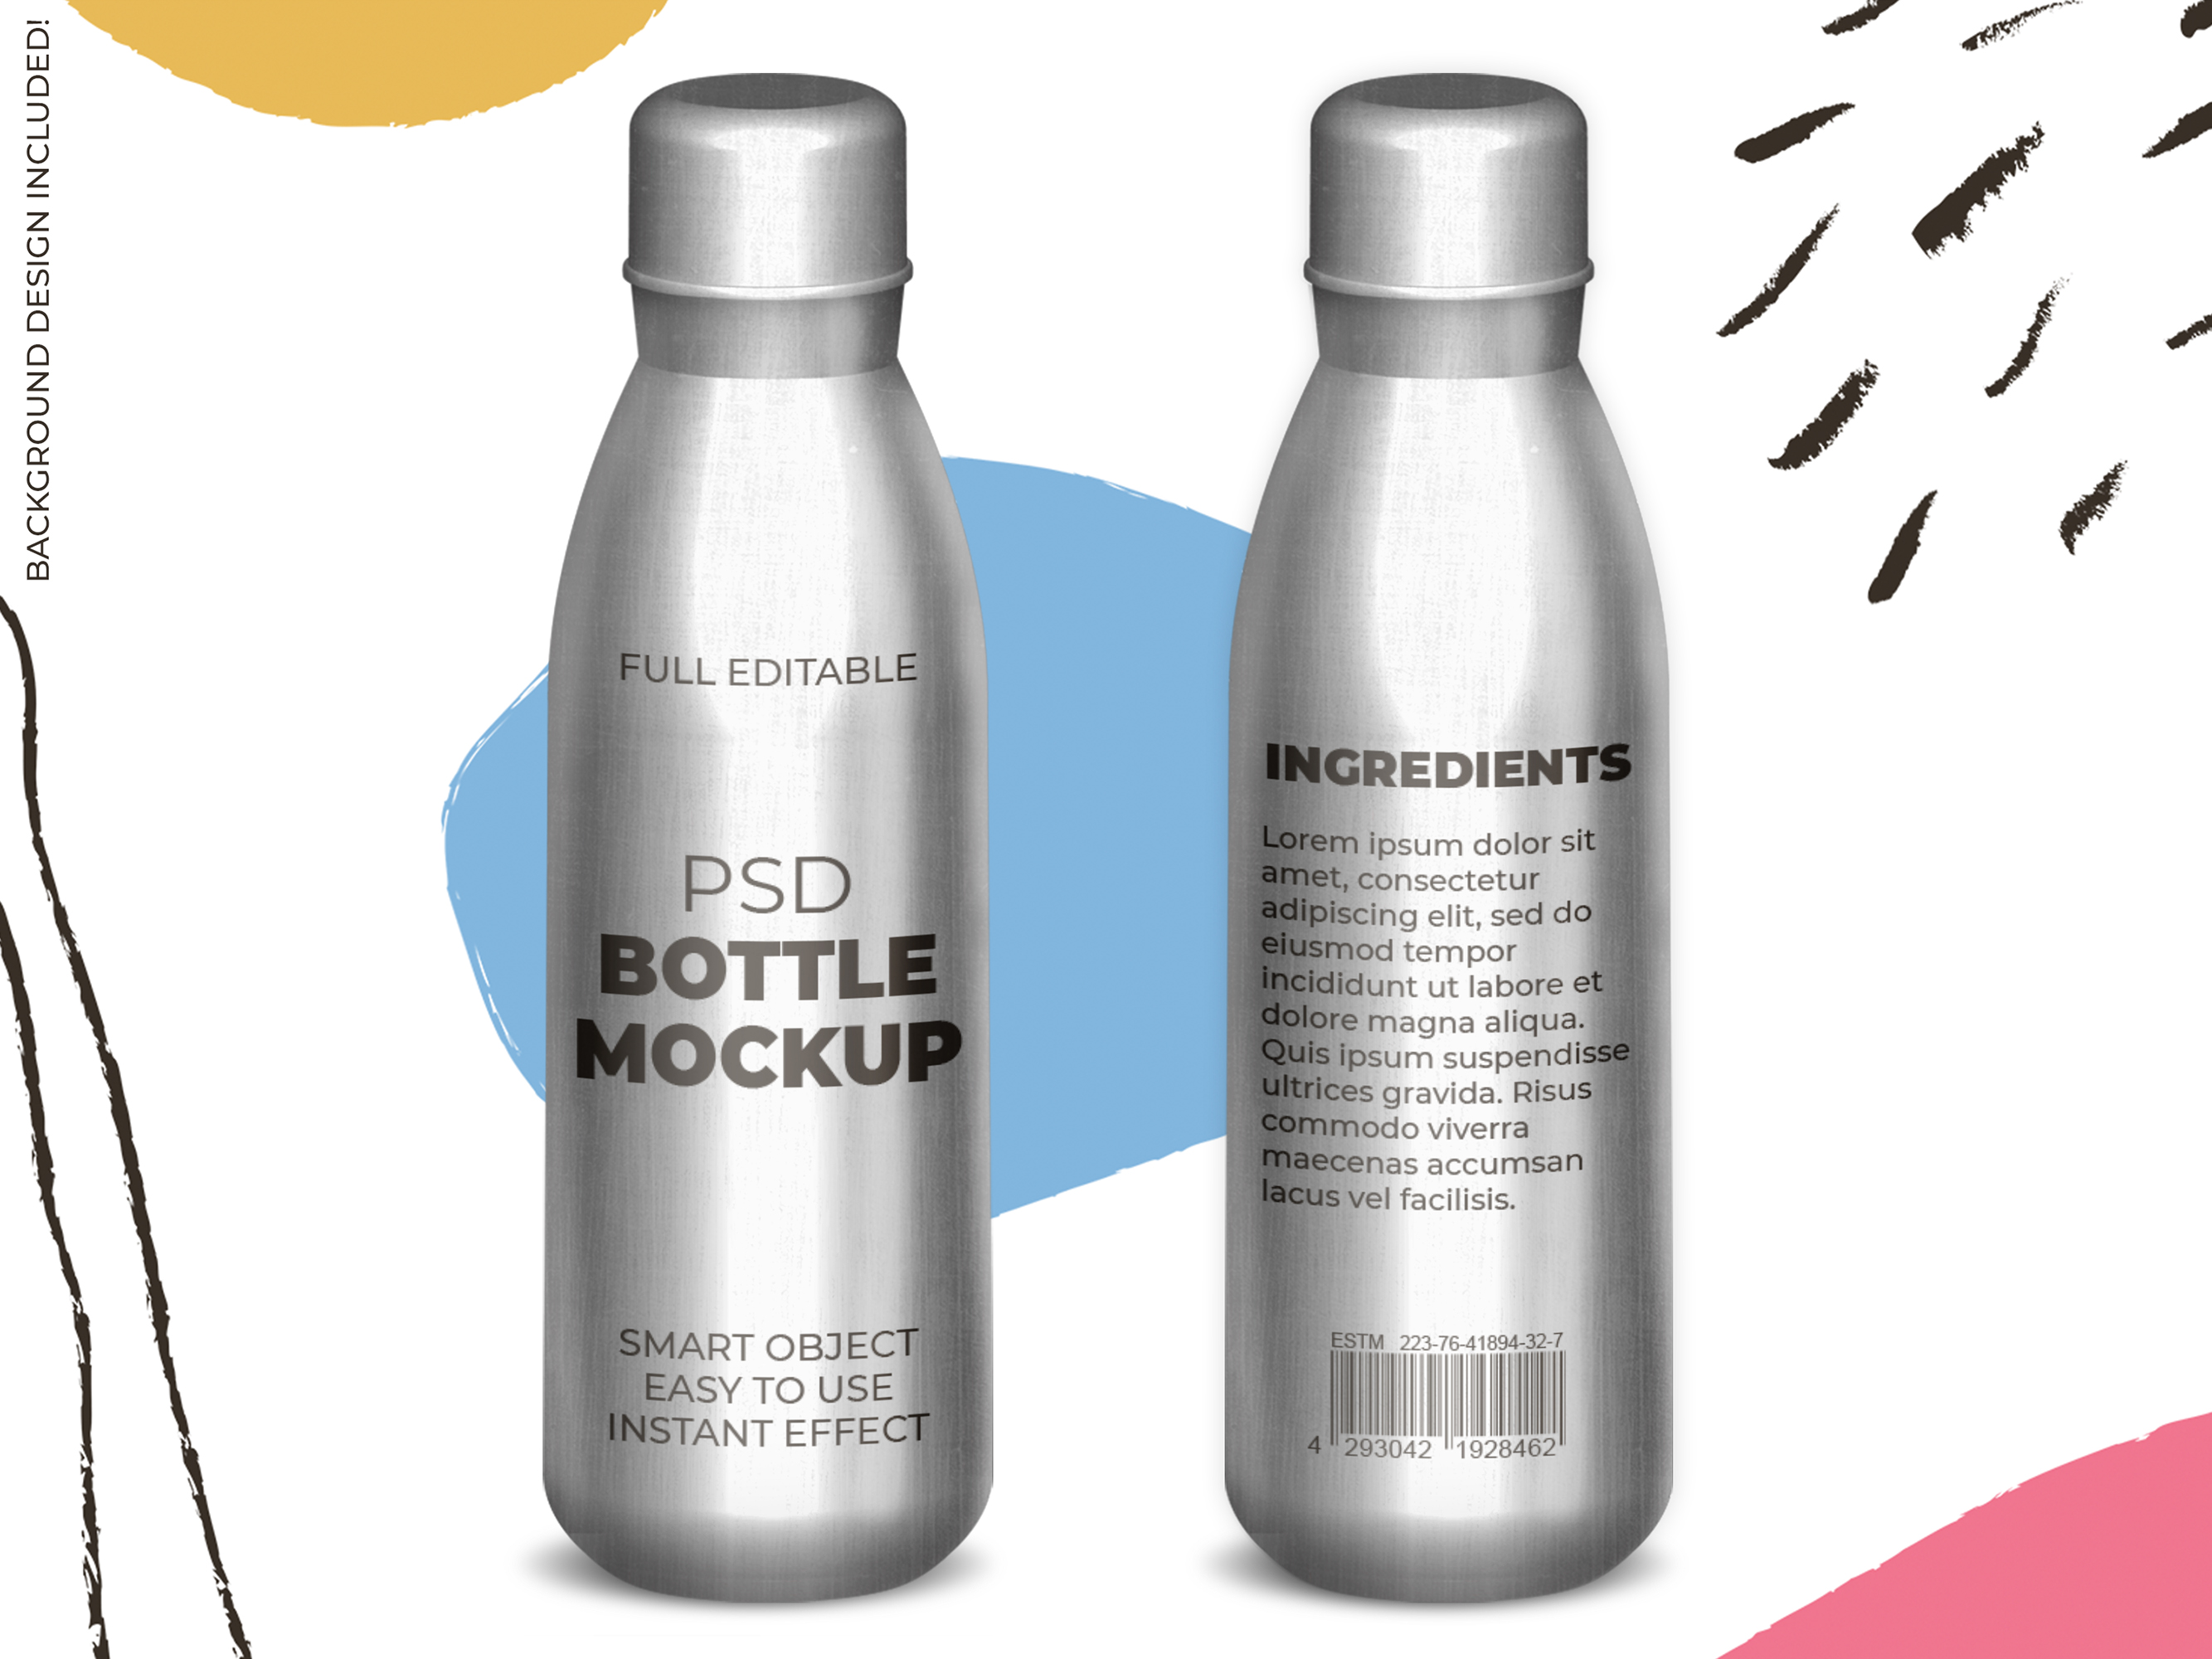 BACKGROUND DESIGN INCLUDED!
FULL EDITABLE
PSD
BOTTLE
MOCKUP
SMART OBJECT
EASY TO USE
INSTANT EFFECT
INGREDIENTS
Lorem ipsum dolor sit
amet, consectetur
adipiscing elit, sed do
eiusmod tempor
incididunt ut labore et
dolore magna aliqua.
Quis ipsum suspendisse
ultrices gravida. Risus
commodo viverra
maecenas accumsan
lacus vel facilisis.
ESTM 223-76-41894-32-7
4 293042 1928462